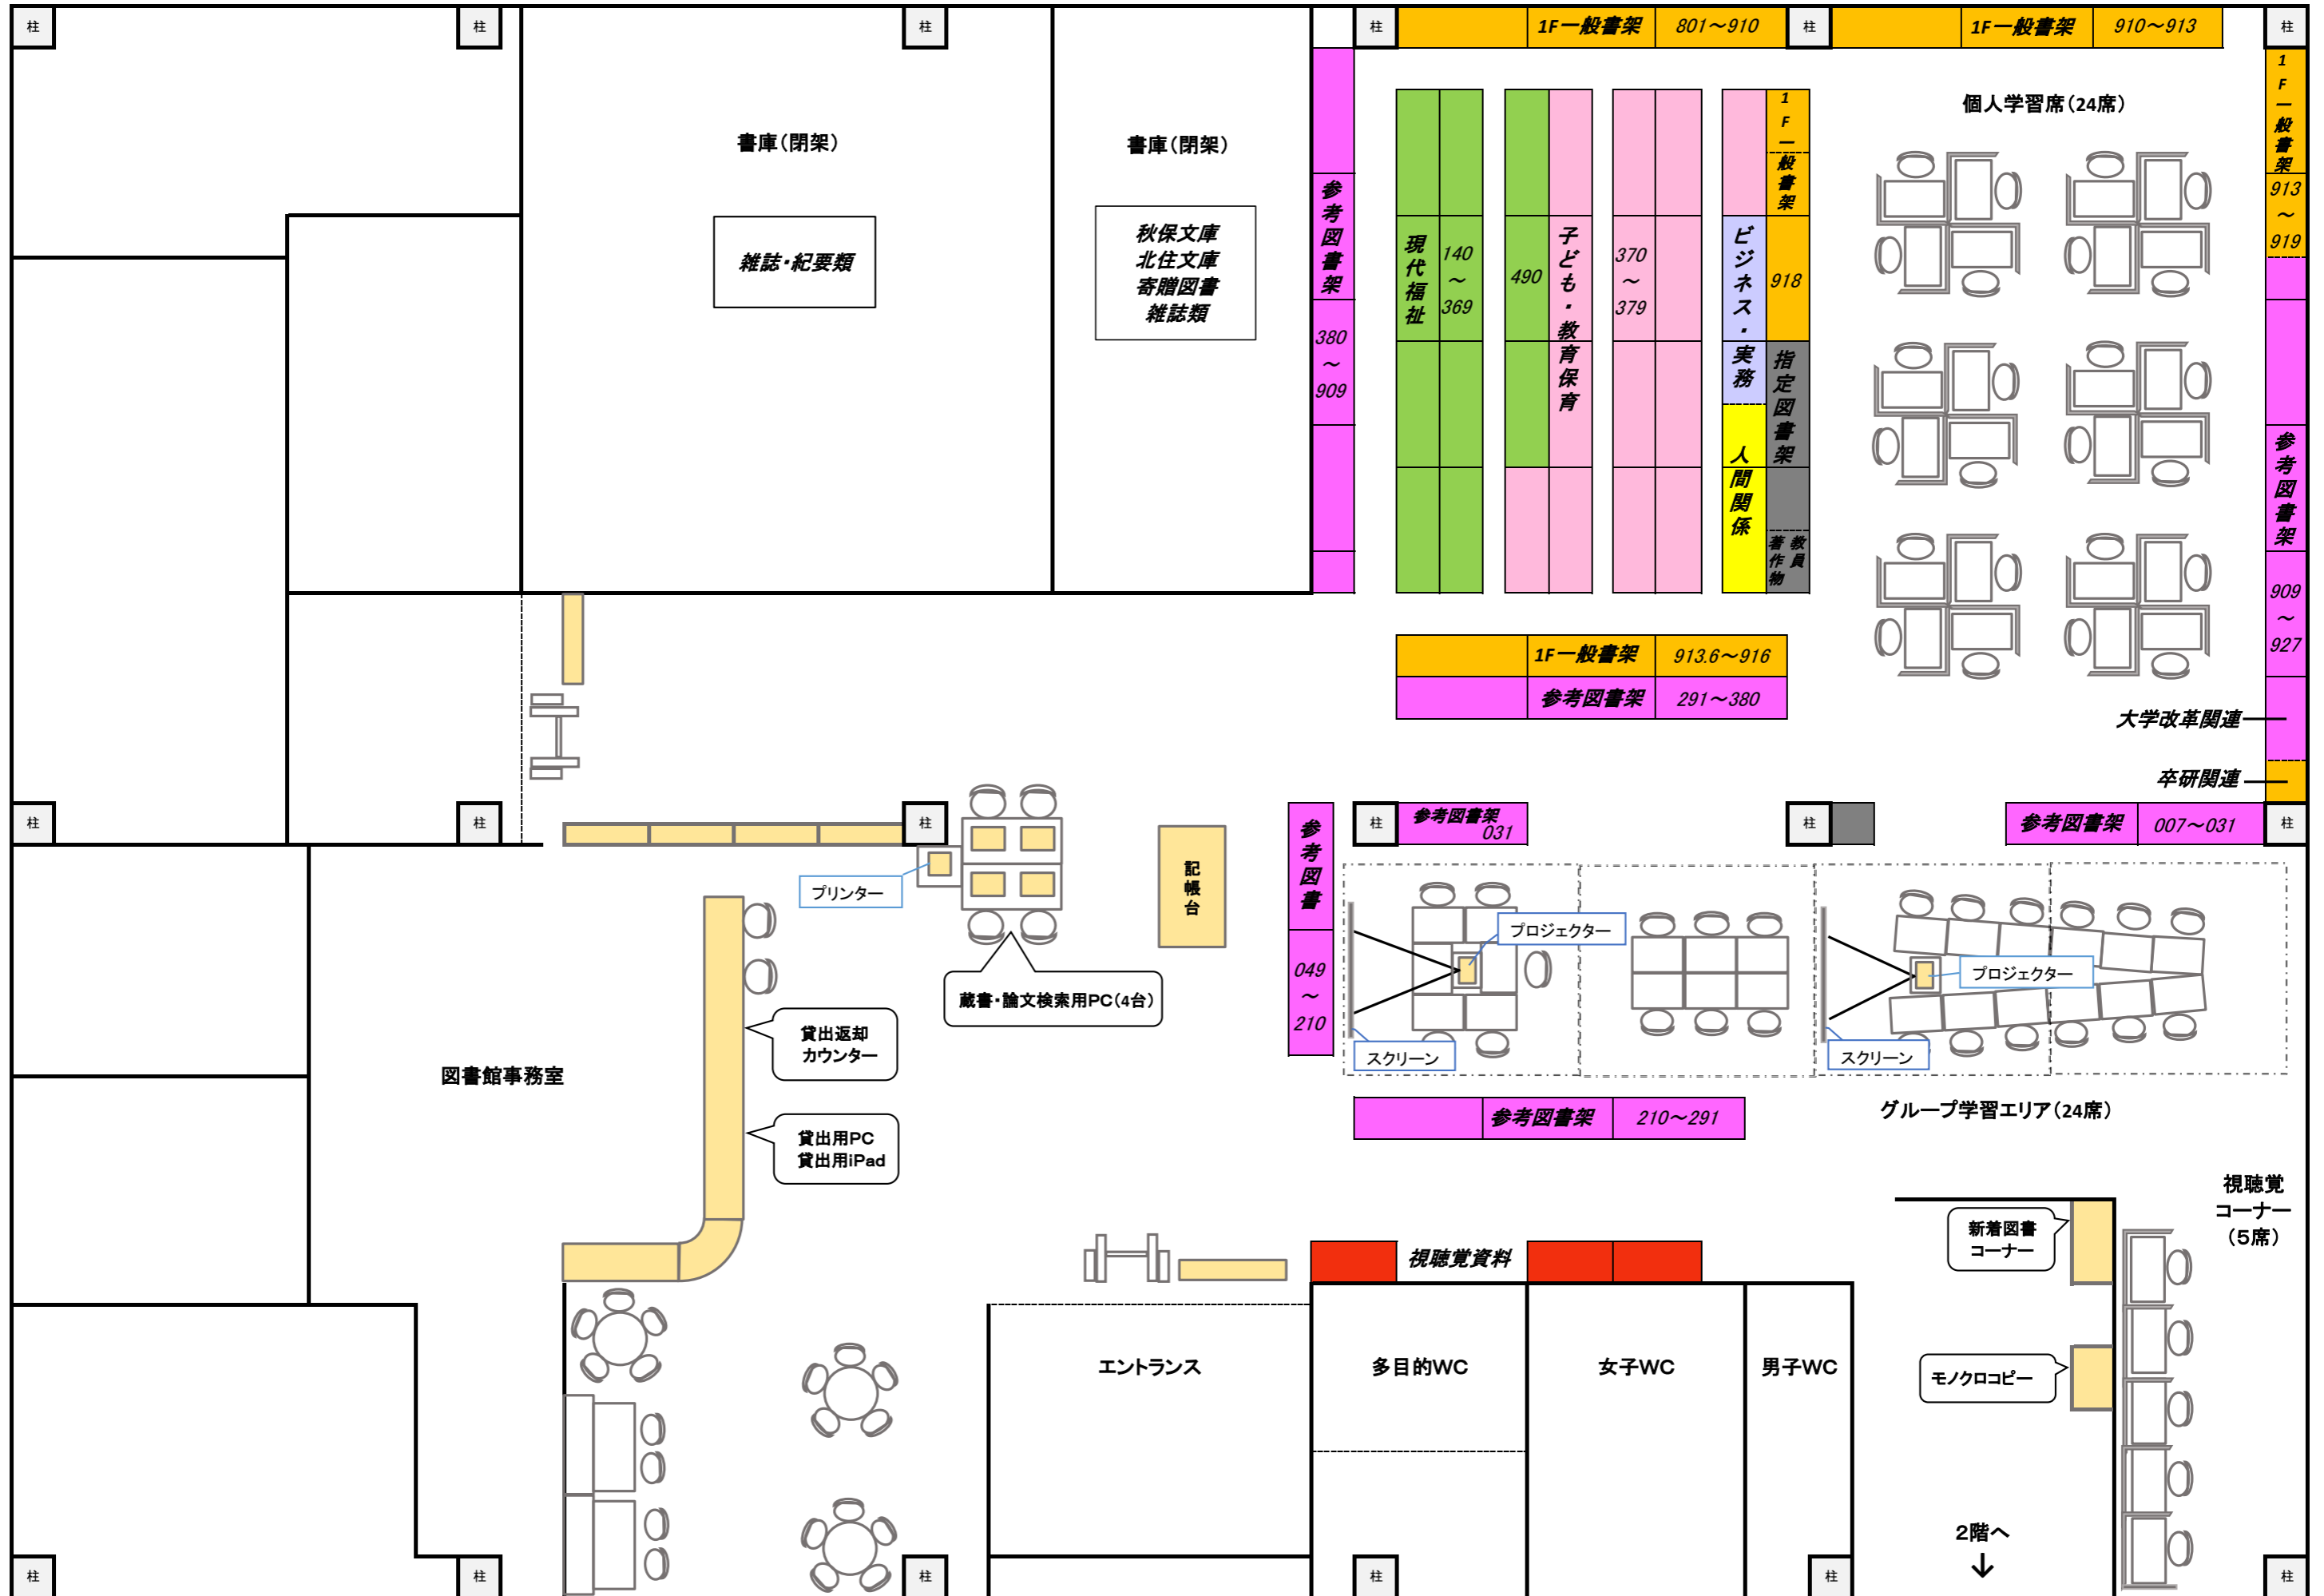 柱
柱
柱
柱
1F一般書架
801～910
柱
1F一般書架
910～913
柱
書庫(閉架)
雑誌・紀要類
書庫(閉架)
秋保文庫
北住文庫
寄贈図書
雑誌類
参考図書架
380
～
909
現代福祉
140
～
369
490
子ども・教育保育
370
～
379
ビジネス・実務
人間関係
1F一般書架
918
指定図書架
教員
著作物
個人学習席(24席)
1F一般書架
913
～
919
参考図書架
909
～
927
1F一般書架
913.6～916
参考図書架
291～380
大学改革関連
卒研関連
柱
柱
柱
柱
参考図書架
031
柱
参考図書架
007～031
柱
プリンター
記帳台
参考図書
049
～
210
プロジェクター
プロジェクター
スクリーン
スクリーン
蔵書・論文検索用PC(4台)
貸出返却
カウンター
図書館事務室
貸出用PC
貸出用iPad
参考図書架
210～291
グループ学習エリア(24席)
視聴覚
コーナー
(5席)
新着図書
コーナー
視聴覚資料
エントランス
多目的WC
女子WC
男子WC
モノクロコピー
2階へ
↓
柱
柱
柱
柱
柱
柱